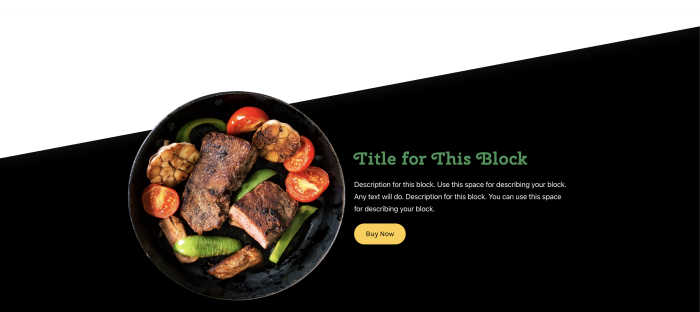 Title for This Block
Description for this block. Use this space for describing your block.
Any text will do. Description for this block. You can use this space
for describing your block.
Buy Now